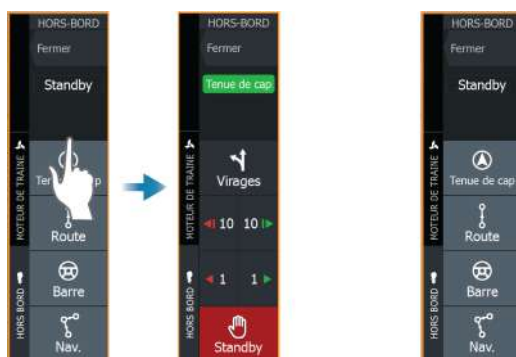 HORS-BORD
Fermer
Standby
MOTEUR DE TRAINE
HORS BORD
Route
Barre
Nav.
HORS-BORD
Fermer
Tenue de cap
MOTEUR DE TRAINE
HORS BORD
Virages
10 10
1 1
Standby
HORS-BORD
Fermer
Standby
MOTEUR DE TRAINE
HORS BORD
Tenue de cap
Route
Barre
Nav.